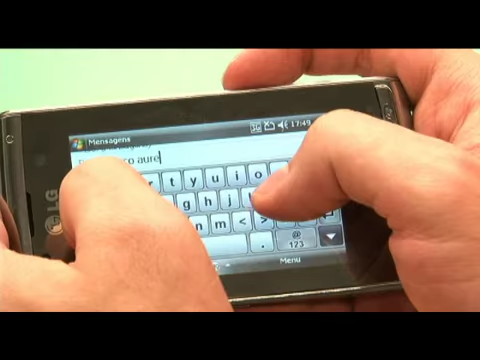 LG
Mensagens 17:49
co aure
r t y u i o
g h j
n m < >
. @ 123
Menu